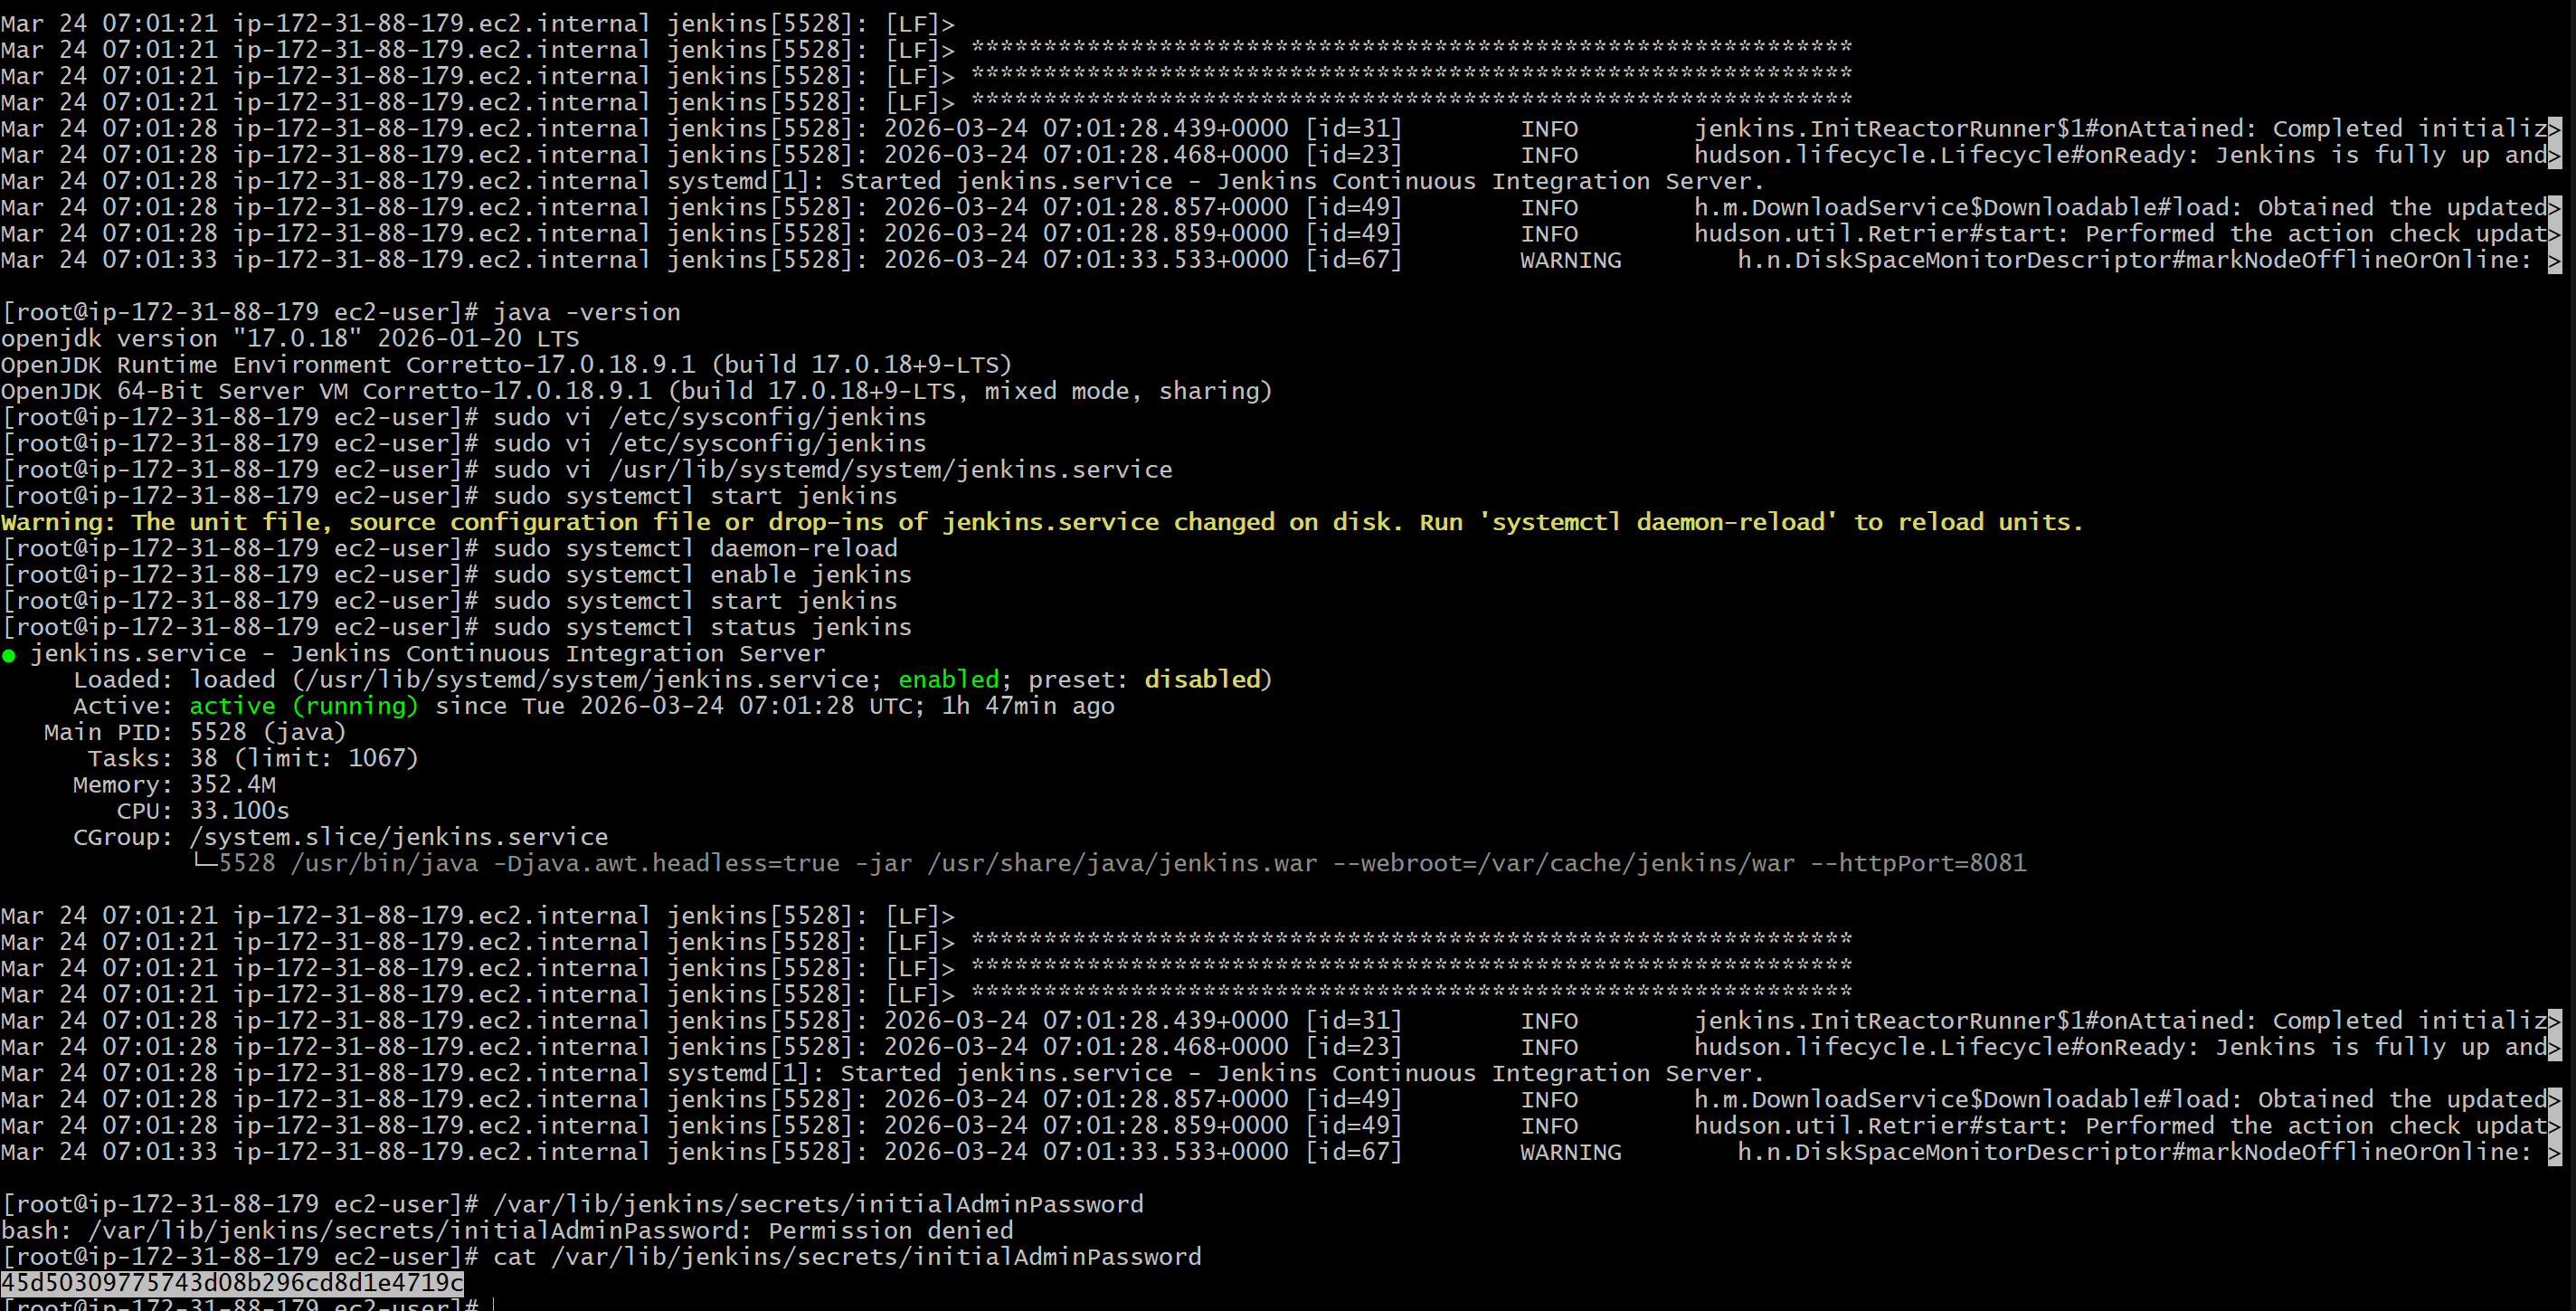 Mar 24 07:01:21 ip-172-31-88-179.ec2.internal jenkins[5528]: [LF]>
Mar 24 07:01:21 ip-172-31-88-179.ec2.internal jenkins[5528]: [LF]> *************************************************************
Mar 24 07:01:21 ip-172-31-88-179.ec2.internal jenkins[5528]: [LF]> *************************************************************
Mar 24 07:01:21 ip-172-31-88-179.ec2.internal jenkins[5528]: [LF]> *************************************************************
Mar 24 07:01:28 ip-172-31-88-179.ec2.internal jenkins[5528]: 2026-03-24 07:01:28.439+0000 [id=31]        INFO        jenkins.InitReactorRunner$1#onAttained: Completed initializ>
Mar 24 07:01:28 ip-172-31-88-179.ec2.internal jenkins[5528]: 2026-03-24 07:01:28.468+0000 [id=23]        INFO        hudson.lifecycle.Lifecycle#onReady: Jenkins is fully up and>
Mar 24 07:01:28 ip-172-31-88-179.ec2.internal systemd[1]: Started jenkins.service - Jenkins Continuous Integration Server.
Mar 24 07:01:28 ip-172-31-88-179.ec2.internal jenkins[5528]: 2026-03-24 07:01:28.857+0000 [id=49]        INFO        h.m.DownloadService$Downloadable#load: Obtained the updated>
Mar 24 07:01:28 ip-172-31-88-179.ec2.internal jenkins[5528]: 2026-03-24 07:01:28.859+0000 [id=49]        INFO        hudson.util.Retrier#start: Performed the action check updat>
Mar 24 07:01:33 ip-172-31-88-179.ec2.internal jenkins[5528]: 2026-03-24 07:01:33.533+0000 [id=67]        WARNING        h.n.DiskSpaceMonitorDescriptor#markNodeOfflineOrOnline: >
[root@ip-172-31-88-179 ec2-user]# java -version
openjdk version "17.0.18" 2026-01-20 LTS
OpenJDK Runtime Environment Corretto-17.0.18.9.1 (build 17.0.18+9-LTS)
OpenJDK 64-Bit Server VM Corretto-17.0.18.9.1 (build 17.0.18+9-LTS, mixed mode, sharing)
[root@ip-172-31-88-179 ec2-user]# sudo vi /etc/sysconfig/jenkins
[root@ip-172-31-88-179 ec2-user]# sudo vi /etc/sysconfig/jenkins
[root@ip-172-31-88-179 ec2-user]# sudo vi /usr/lib/systemd/system/jenkins.service
[root@ip-172-31-88-179 ec2-user]# sudo systemctl start jenkins
Warning: The unit file, source configuration file or drop-ins of jenkins.service changed on disk. Run 'systemctl daemon-reload' to reload units.
[root@ip-172-31-88-179 ec2-user]# sudo systemctl daemon-reload
[root@ip-172-31-88-179 ec2-user]# sudo systemctl enable jenkins
[root@ip-172-31-88-179 ec2-user]# sudo systemctl start jenkins
[root@ip-172-31-88-179 ec2-user]# sudo systemctl status jenkins
● jenkins.service - Jenkins Continuous Integration Server
     Loaded: loaded (/usr/lib/systemd/system/jenkins.service; enabled; preset: disabled)
     Active: active (running) since Tue 2026-03-24 07:01:28 UTC; 1h 47min ago
   Main PID: 5528 (java)
      Tasks: 38 (limit: 1067)
     Memory: 352.4M
        CPU: 33.100s
     CGroup: /system.slice/jenkins.service
             └─5528 /usr/bin/java -Djava.awt.headless=true -jar /usr/share/java/jenkins.war --webroot=/var/cache/jenkins/war --httpPort=8081
Mar 24 07:01:21 ip-172-31-88-179.ec2.internal jenkins[5528]: [LF]>
Mar 24 07:01:21 ip-172-31-88-179.ec2.internal jenkins[5528]: [LF]> *************************************************************
Mar 24 07:01:21 ip-172-31-88-179.ec2.internal jenkins[5528]: [LF]> *************************************************************
Mar 24 07:01:21 ip-172-31-88-179.ec2.internal jenkins[5528]: [LF]> *************************************************************
Mar 24 07:01:28 ip-172-31-88-179.ec2.internal jenkins[5528]: 2026-03-24 07:01:28.439+0000 [id=31]        INFO        jenkins.InitReactorRunner$1#onAttained: Completed initializ>
Mar 24 07:01:28 ip-172-31-88-179.ec2.internal jenkins[5528]: 2026-03-24 07:01:28.468+0000 [id=23]        INFO        hudson.lifecycle.Lifecycle#onReady: Jenkins is fully up and>
Mar 24 07:01:28 ip-172-31-88-179.ec2.internal systemd[1]: Started jenkins.service - Jenkins Continuous Integration Server.
Mar 24 07:01:28 ip-172-31-88-179.ec2.internal jenkins[5528]: 2026-03-24 07:01:28.857+0000 [id=49]        INFO        h.m.DownloadService$Downloadable#load: Obtained the updated>
Mar 24 07:01:28 ip-172-31-88-179.ec2.internal jenkins[5528]: 2026-03-24 07:01:28.859+0000 [id=49]        INFO        hudson.util.Retrier#start: Performed the action check updat>
Mar 24 07:01:33 ip-172-31-88-179.ec2.internal jenkins[5528]: 2026-03-24 07:01:33.533+0000 [id=67]        WARNING        h.n.DiskSpaceMonitorDescriptor#markNodeOfflineOrOnline: >
[root@ip-172-31-88-179 ec2-user]# /var/lib/jenkins/secrets/initialAdminPassword
bash: /var/lib/jenkins/secrets/initialAdminPassword: Permission denied
[root@ip-172-31-88-179 ec2-user]# cat /var/lib/jenkins/secrets/initialAdminPassword
45d50309775743d08b296cd8d1e4719c
[root@ip-172-31-88-179 ec2-user]#